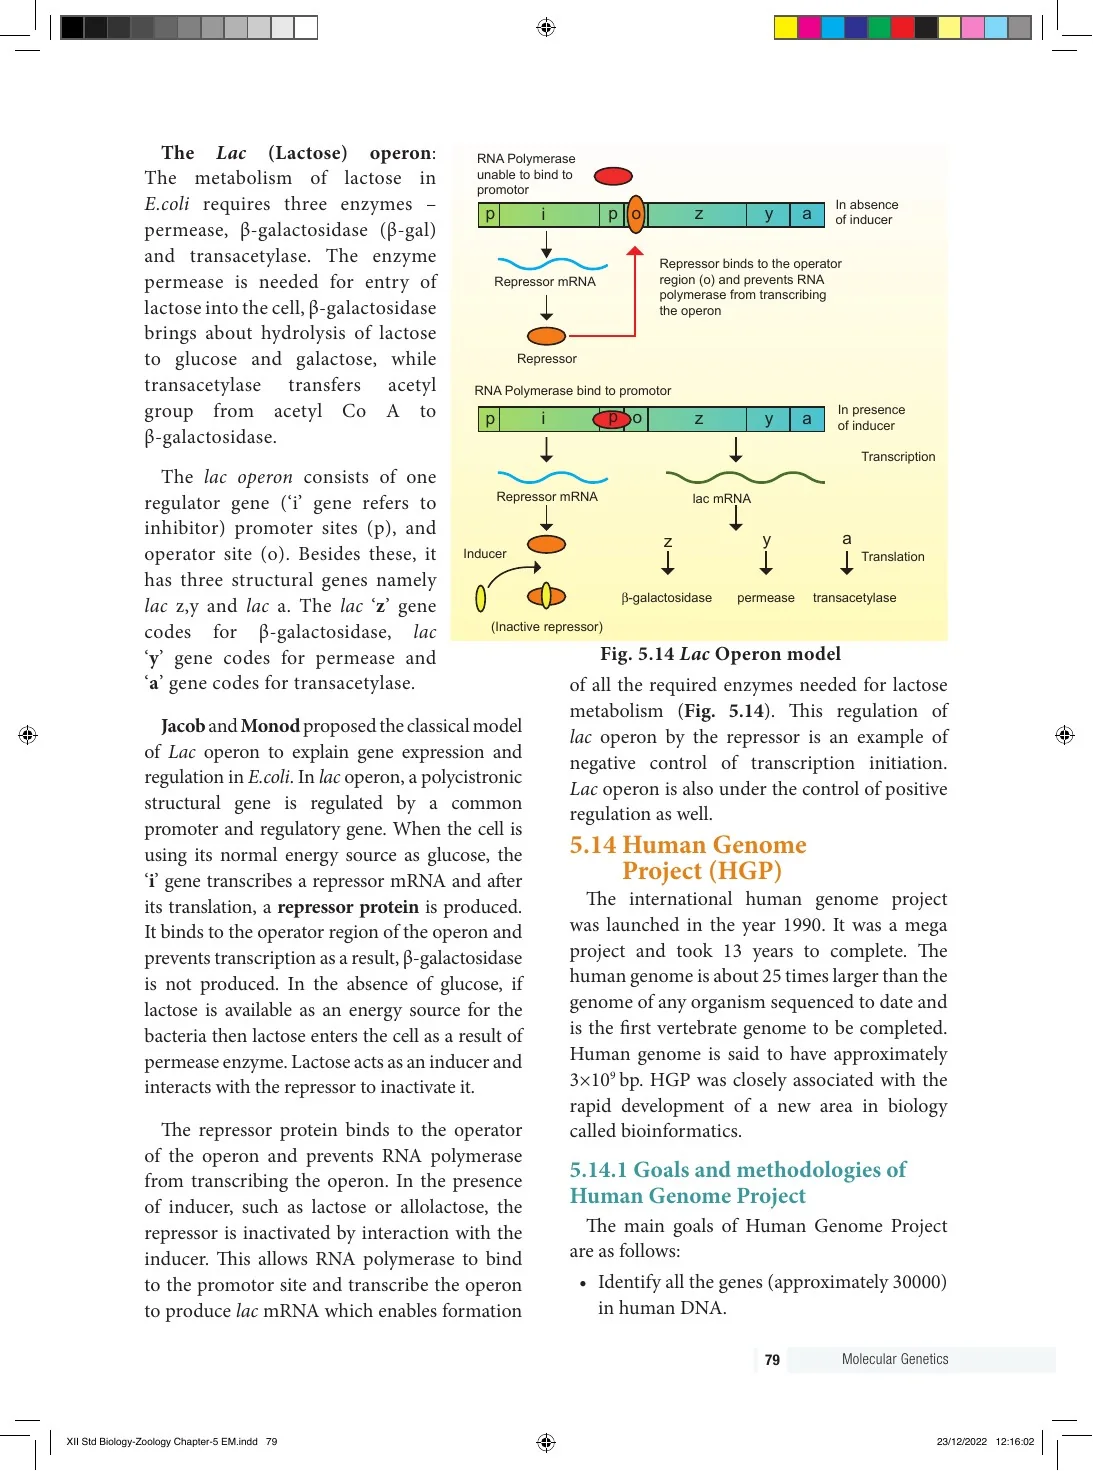 The Lac (Lactose) operon:
The metabolism of lactose in
E.coli requires three enzymes –
permease, β-galactosidase (β-gal)
and transacetylase. The enzyme
permease is needed for entry of
lactose into the cell, β-galactosidase
brings about hydrolysis of lactose
to glucose and galactose, while
transacetylase transfers acetyl
group from acetyl Co A to
β-galactosidase.
The lac operon consists of one
regulator gene (‘i’ gene refers to
inhibitor) promoter sites (p), and
operator site (o). Besides these, it
has three structural genes namely
lac z,y and lac a. The lac ‘z’ gene
codes for β-galactosidase, lac
‘y’ gene codes for permease and
‘a’ gene codes for transacetylase.
RNA Polymerase
unable to bind to
promotor
p i p o z y a
In absence
of inducer
Repressor mRNA
Repressor binds to the operator
region (o) and prevents RNA
polymerase from transcribing
the operon
Repressor
RNA Polymerase bind to promotor
p i p o z y a
In presence
of inducer
Transcription
Repressor mRNA
lac mRNA
Inducer
z y a
Translation
β-galactosidase permease transacetylase
(Inactive repressor)
Fig. 5.14 Lac Operon model
Jacob and Monod proposed the classical model
of Lac operon to explain gene expression and
regulation in E.coli. In lac operon, a polycistronic
structural gene is regulated by a common
promoter and regulatory gene. When the cell is
using its normal energy source as glucose, the
‘i’ gene transcribes a repressor mRNA and after
its translation, a repressor protein is produced.
It binds to the operator region of the operon and
prevents transcription as a result, β-galactosidase
is not produced. In the absence of glucose, if
lactose is available as an energy source for the
bacteria then lactose enters the cell as a result of
permease enzyme. Lactose acts as an inducer and
interacts with the repressor to inactivate it.
The repressor protein binds to the operator
of the operon and prevents RNA polymerase
from transcribing the operon. In the presence
of inducer, such as lactose or allolactose, the
repressor is inactivated by interaction with the
inducer. This allows RNA polymerase to bind
to the promotor site and transcribe the operon
to produce lac mRNA which enables formation
of all the required enzymes needed for lactose
metabolism (Fig. 5.14). This regulation of
lac operon by the repressor is an example of
negative control of transcription initiation.
Lac operon is also under the control of positive
regulation as well.
5.14 Human Genome
Project (HGP)
The international human genome project
was launched in the year 1990. It was a mega
project and took 13 years to complete. The
human genome is about 25 times larger than the
genome of any organism sequenced to date and
is the first vertebrate genome to be completed.
Human genome is said to have approximately
3×10⁹ bp. HGP was closely associated with the
rapid development of a new area in biology
called bioinformatics.
5.14.1 Goals and methodologies of
Human Genome Project
The main goals of Human Genome Project
are as follows:
• Identify all the genes (approximately 30000)
in human DNA.
79 Molecular Genetics
XII Std Biology-Zoology Chapter-5 EM.indd 79
23/12/2022 12:16:02